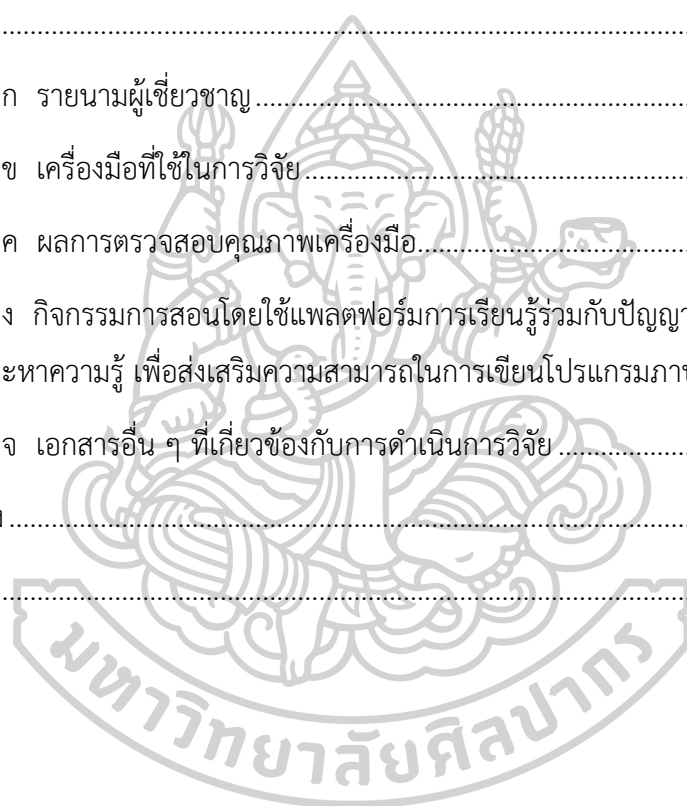 ................................................................................
ก รายนามผู้เชี่ยวชาญ................................................................
ข เครื่องมือที่ใช้ในการวิจัย................................................................
ค ผลการตรวจสอบคุณภาพเครื่องมือ................................................
ง กิจกรรมการสอนโดยใช้แพลตฟอร์มการเรียนรู้ร่วมกับปัญญา
ะหาความรู้ เพื่อส่งเสริมความสามารถในการเขียนโปรแกรมภา
จ เอกสารอื่น ๆ ที่เกี่ยวข้องกับการดำเนินการวิจัย........................
................................................................................
................................................................................
มหาวิทยาลัยศิลปากร